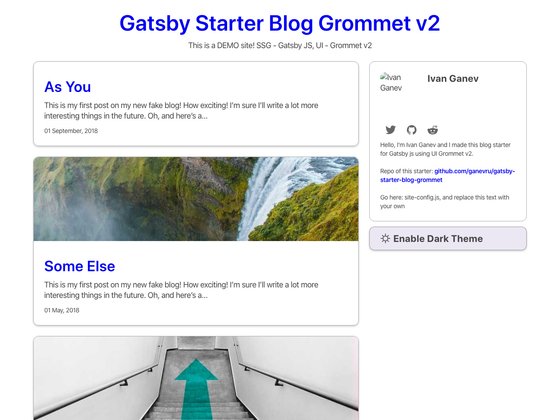 Gatsby Starter Blog Grommet v2
This is a DEMO site! SSG - Gatsby JS, UI - Grommet v2
As You
This is my first post on my new fake blog! How exciting! I'm sure I'll write a lot more
interesting things in the future. Oh, and here's a...
01 September, 2018
Some Else
This is my first post on my new fake blog! How exciting! I'm sure I'll write a lot more
interesting things in the future. Oh, and here's a...
01 May, 2018
Ivan
Ganev
Ivan Ganev
Hello, I'm Ivan Ganev and I made this blog starter
for Gatsby js using UI Grommet v2.
Repo of this starter: github.com/ganevru/gatsby-
starter-blog-grommet
Go here: site-config.js, and replace this text with
your own
Enable Dark Theme